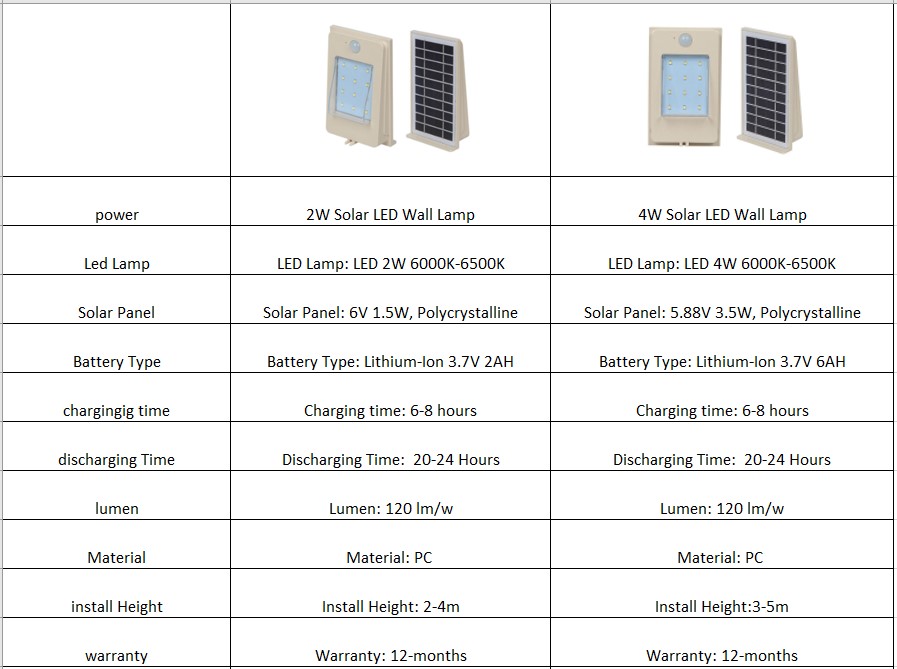 power 2W Solar LED Wall Lamp 4W Solar LED Wall Lamp
Led Lamp LED Lamp: LED 2W 6000K-6500K LED Lamp: LED 4W 6000K-6500K
Solar Panel Solar Panel: 6V 1.5W, Polycrystalline Solar Panel: 5.88V 3.5W, Polycrystalline
Battery Type Battery Type: Lithium-Ion 3.7V 2AH Battery Type: Lithium-Ion 3.7V 6AH
chargingig time Charging time: 6-8 hours Charging time: 6-8 hours
discharging Time Discharging Time:  20-24 Hours Discharging Time:  20-24 Hours
lumen Lumen: 120 lm/w Lumen: 120 lm/w
Material Material: PC Material: PC
install Height Install Height: 2-4m Install Height:3-5m
warranty Warranty: 12-months Warranty: 12-months